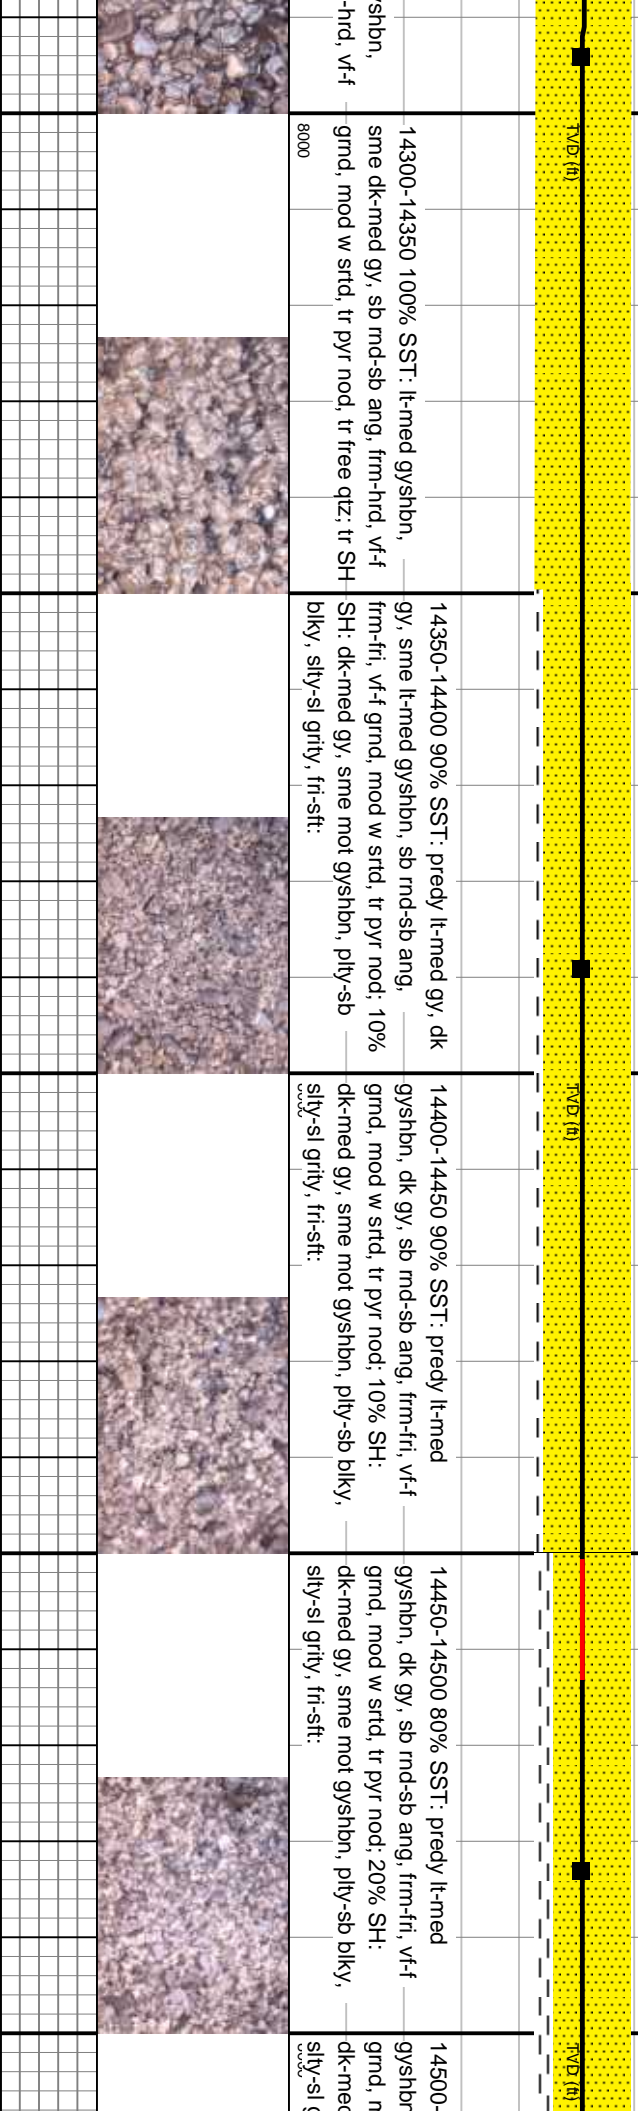 yshbn,
-hrd, vf-f
TVD (ft)
14300-14350 100% SST: lt-med gyshbn,
sme dk-med gy, sb rnd-sb ang, frm-hrd, vf-f
grnd, mod w srtd, tr pyr nod, tr free qtz; tr SH
8000
14350-14400 90% SST: predy lt-med gy, dk
gy, sme lt-med gyshbn, sb rnd-sb ang,
frm-fri, vf-f grnd, mod w srtd, tr pyr nod; 10%
SH: dk-med gy, sme mot gyshbn, plty-sb
blky, slty-sl grity, fri-sft:
TVD (ft)
14400-14450 90% SST: predy lt-med
gyshbn, dk gy, sb rnd-sb ang, frm-fri, vf-f
grnd, mod w srtd, tr pyr nod; 10% SH:
dk-med gy, sme mot gyshbn, plty-sb blky,
slty-sl grity, fri-sft:
14450-14500 80% SST: predy lt-med
gyshbn, dk gy, sb rnd-sb ang, frm-fri, vf-f
grnd, mod w srtd, tr pyr nod; 20% SH:
dk-med gy, sme mot gyshbn, plty-sb blky,
slty-sl grity, fri-sft:
TVD (ft)
14500-
gyshbn
grnd, m
dk-med
slty-sl g